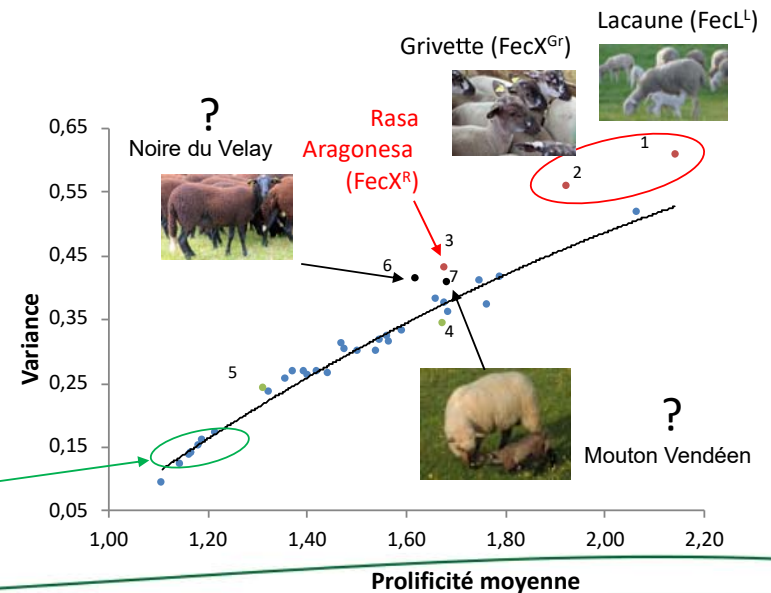 Lacaune (FecL^L)
Grivette (FecX^Gr)
?
Noire du Velay
Rasa
Aragonesa
(FecX^R)
0,65
0,55
0,45
0,35
0,25
0,15
0,05
Variance
1
2
3
6
7
4
5
?
Mouton Vendéen
1,00
1,20
1,40
1,60
1,80
2,00
2,20
Prolificité moyenne